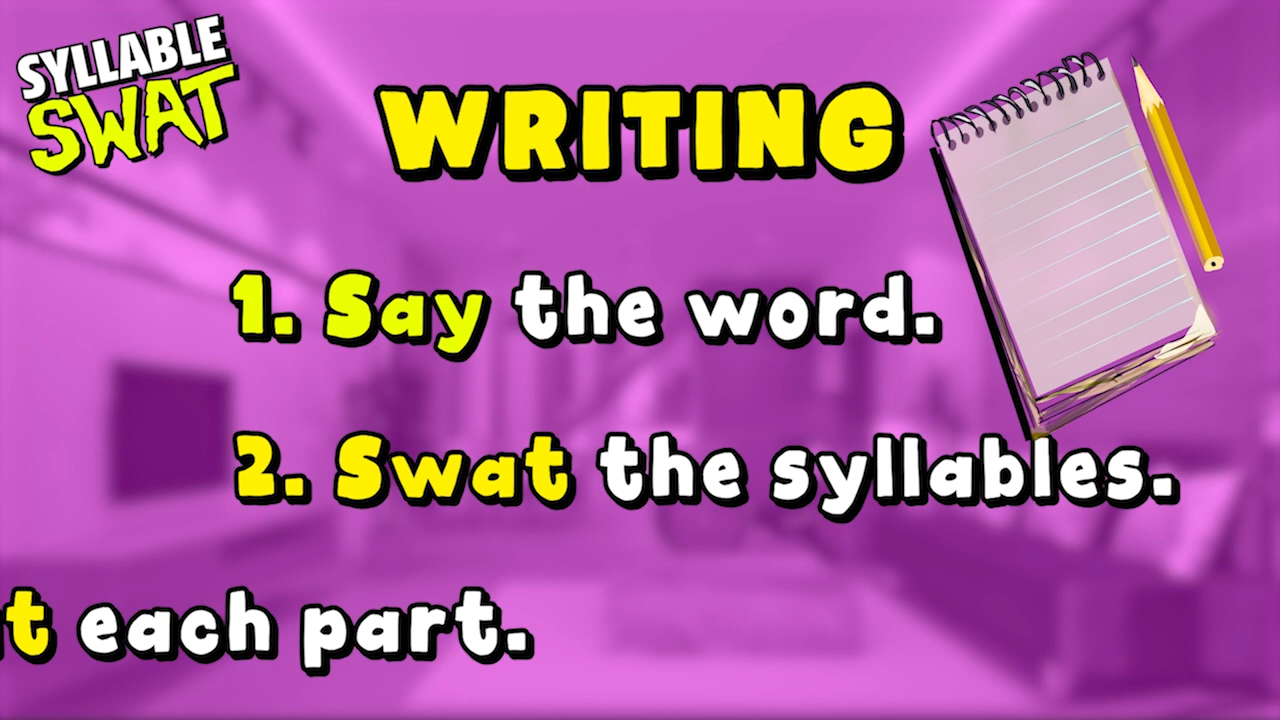 SYLLABLE
SWAT
WRITING
1. Say the word.
2. Swat the syllables.
t each part.